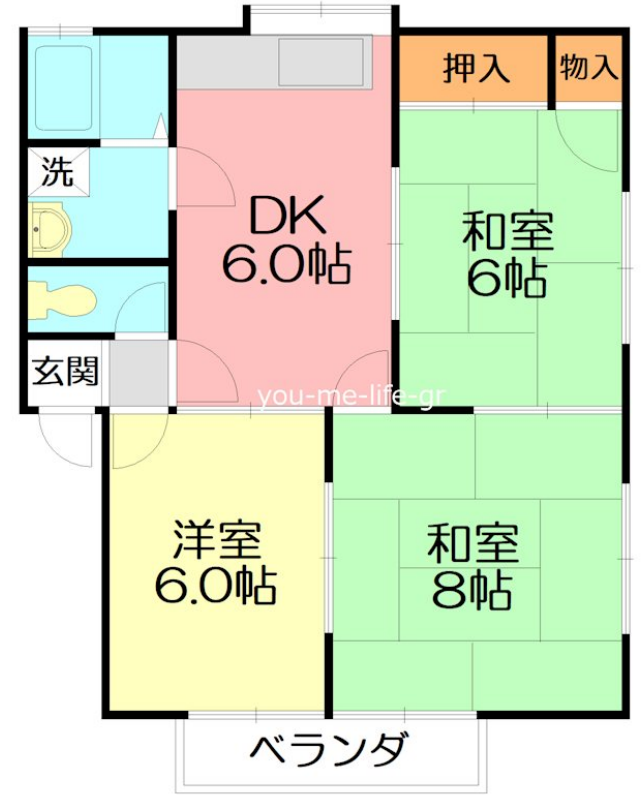 押入
物入
洗
DK
6.0帖
和室
6帖
玄関
you-me-life-gr
洋室
6.0帖
和室
8帖
ベランダ